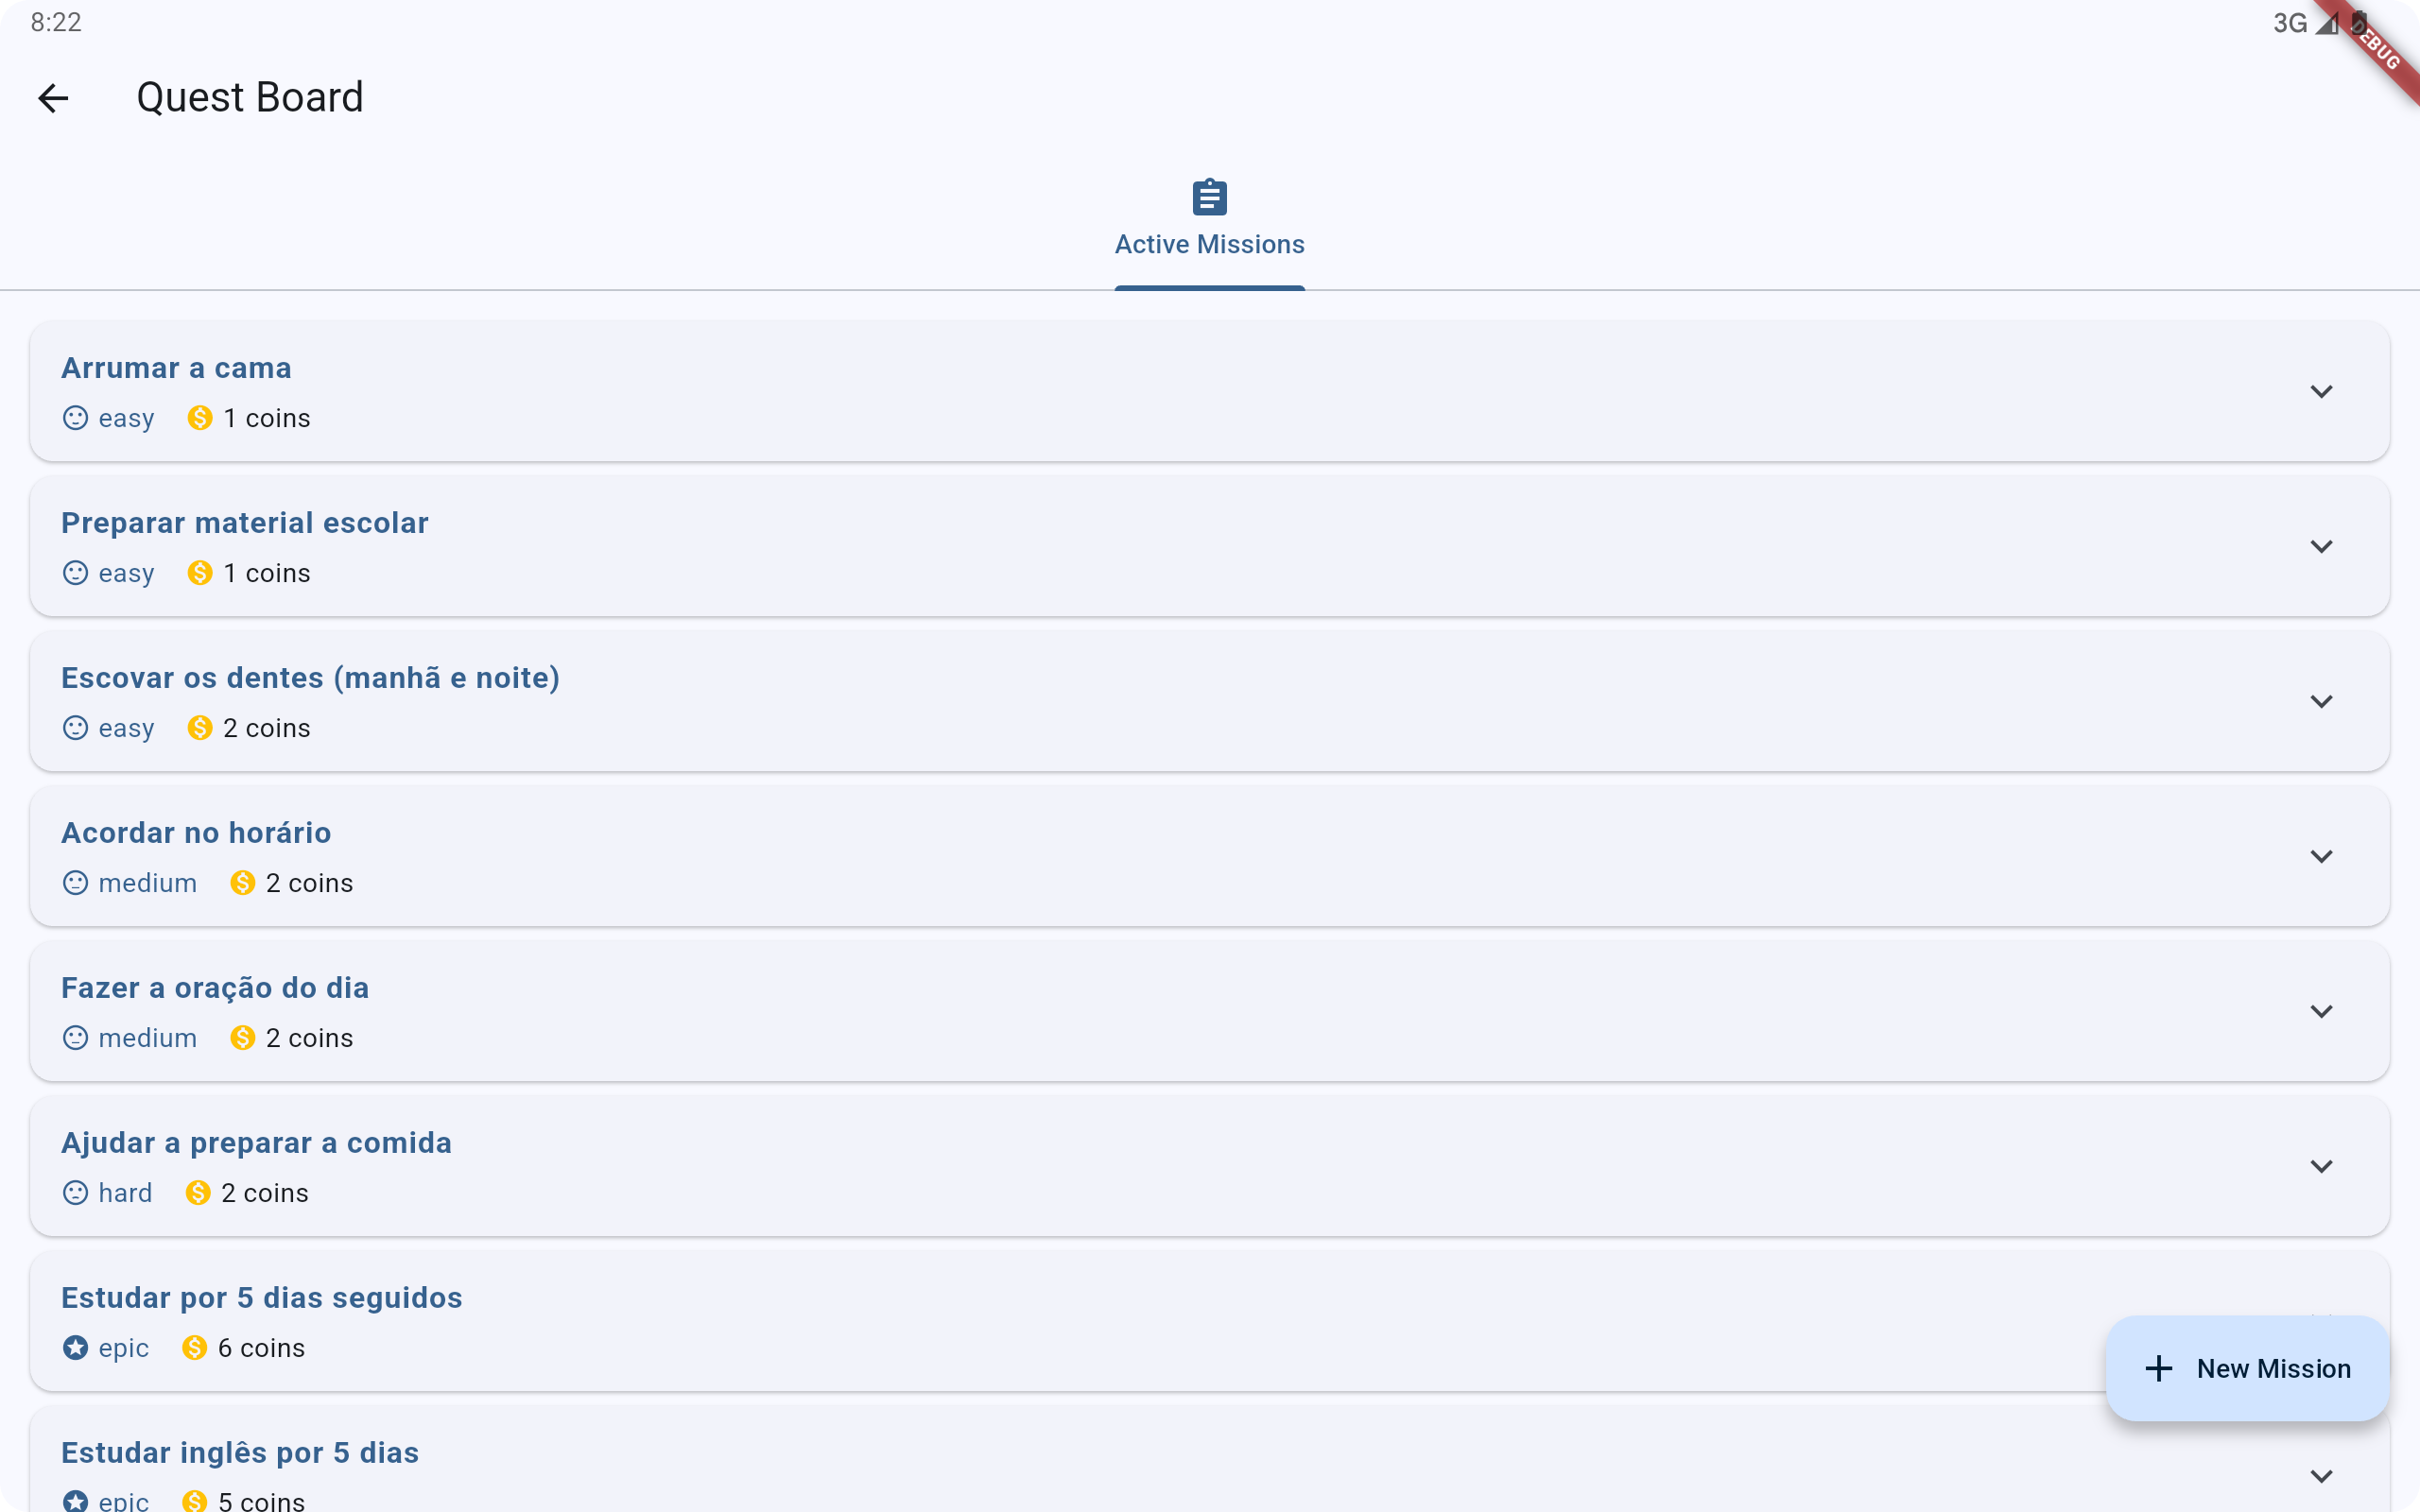 8:22
3G
DEBUG
Quest Board
Active Missions
Arrumar a cama
easy 1 coins
Preparar material escolar
easy 1 coins
Escovar os dentes (manhã e noite)
easy 2 coins
Acordar no horário
medium 2 coins
Fazer a oração do dia
medium 2 coins
Ajudar a preparar a comida
hard 2 coins
Estudar por 5 dias seguidos
epic 6 coins
New Mission
Estudar inglês por 5 dias
epic 5 coins